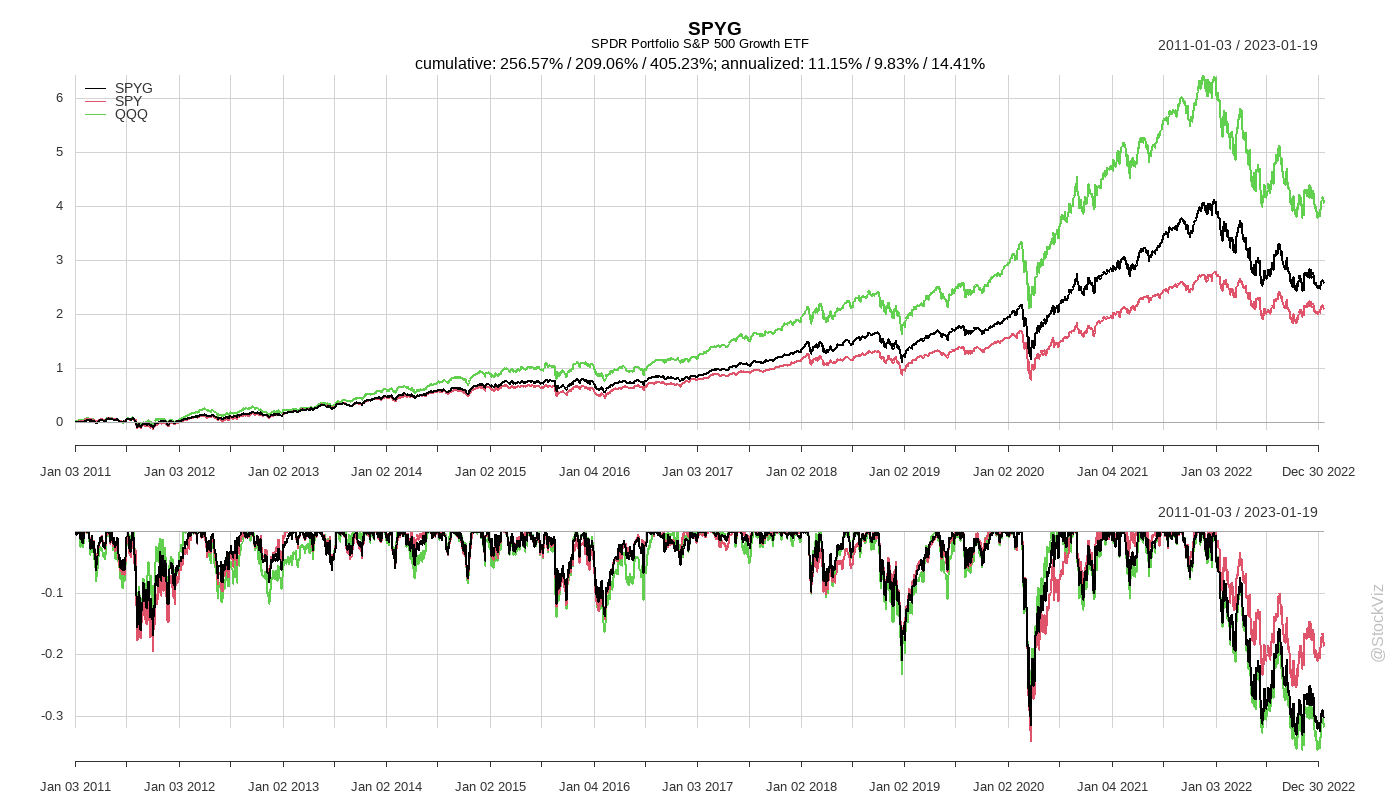 SPYG
SPDR Portfolio S&P 500 Growth ETF
2011-01-03 / 2023-01-19
cumulative: 256.57% / 209.06% / 405.23%; annualized: 11.15% / 9.83% / 14.41%
SPYG
SPY
QQQ
6
5
4
3
2
1
0
Jan 03 2011 Jan 03 2012 Jan 02 2013 Jan 02 2014 Jan 02 2015 Jan 04 2016 Jan 03 2017 Jan 02 2018 Jan 02 2019 Jan 02 2020 Jan 04 2021 Jan 03 2022 Dec 30 2022
2011-01-03 / 2023-01-19
-0.1
-0.2
-0.3
Jan 03 2011 Jan 03 2012 Jan 02 2013 Jan 02 2014 Jan 02 2015 Jan 04 2016 Jan 03 2017 Jan 02 2018 Jan 02 2019 Jan 02 2020 Jan 04 2021 Jan 03 2022 Dec 30 2022
@StockViz